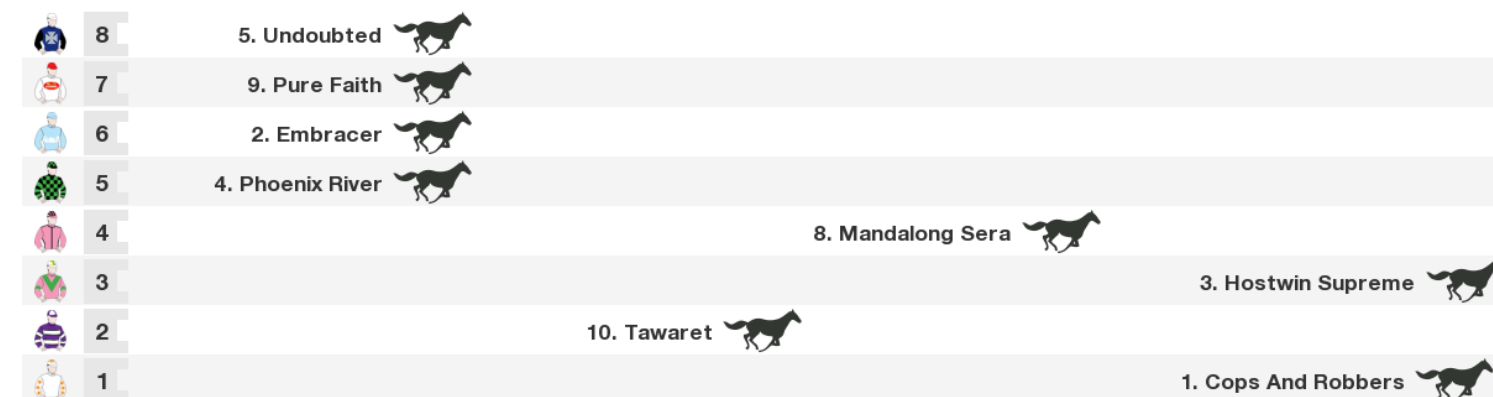 8 5. Undoubted
7 9. Pure Faith
6 2. Embracer
5 4. Phoenix River
4 8. Mandalong Sera
3 3. Hostwin Supreme
2 10. Tawaret
1 1. Cops And Robbers